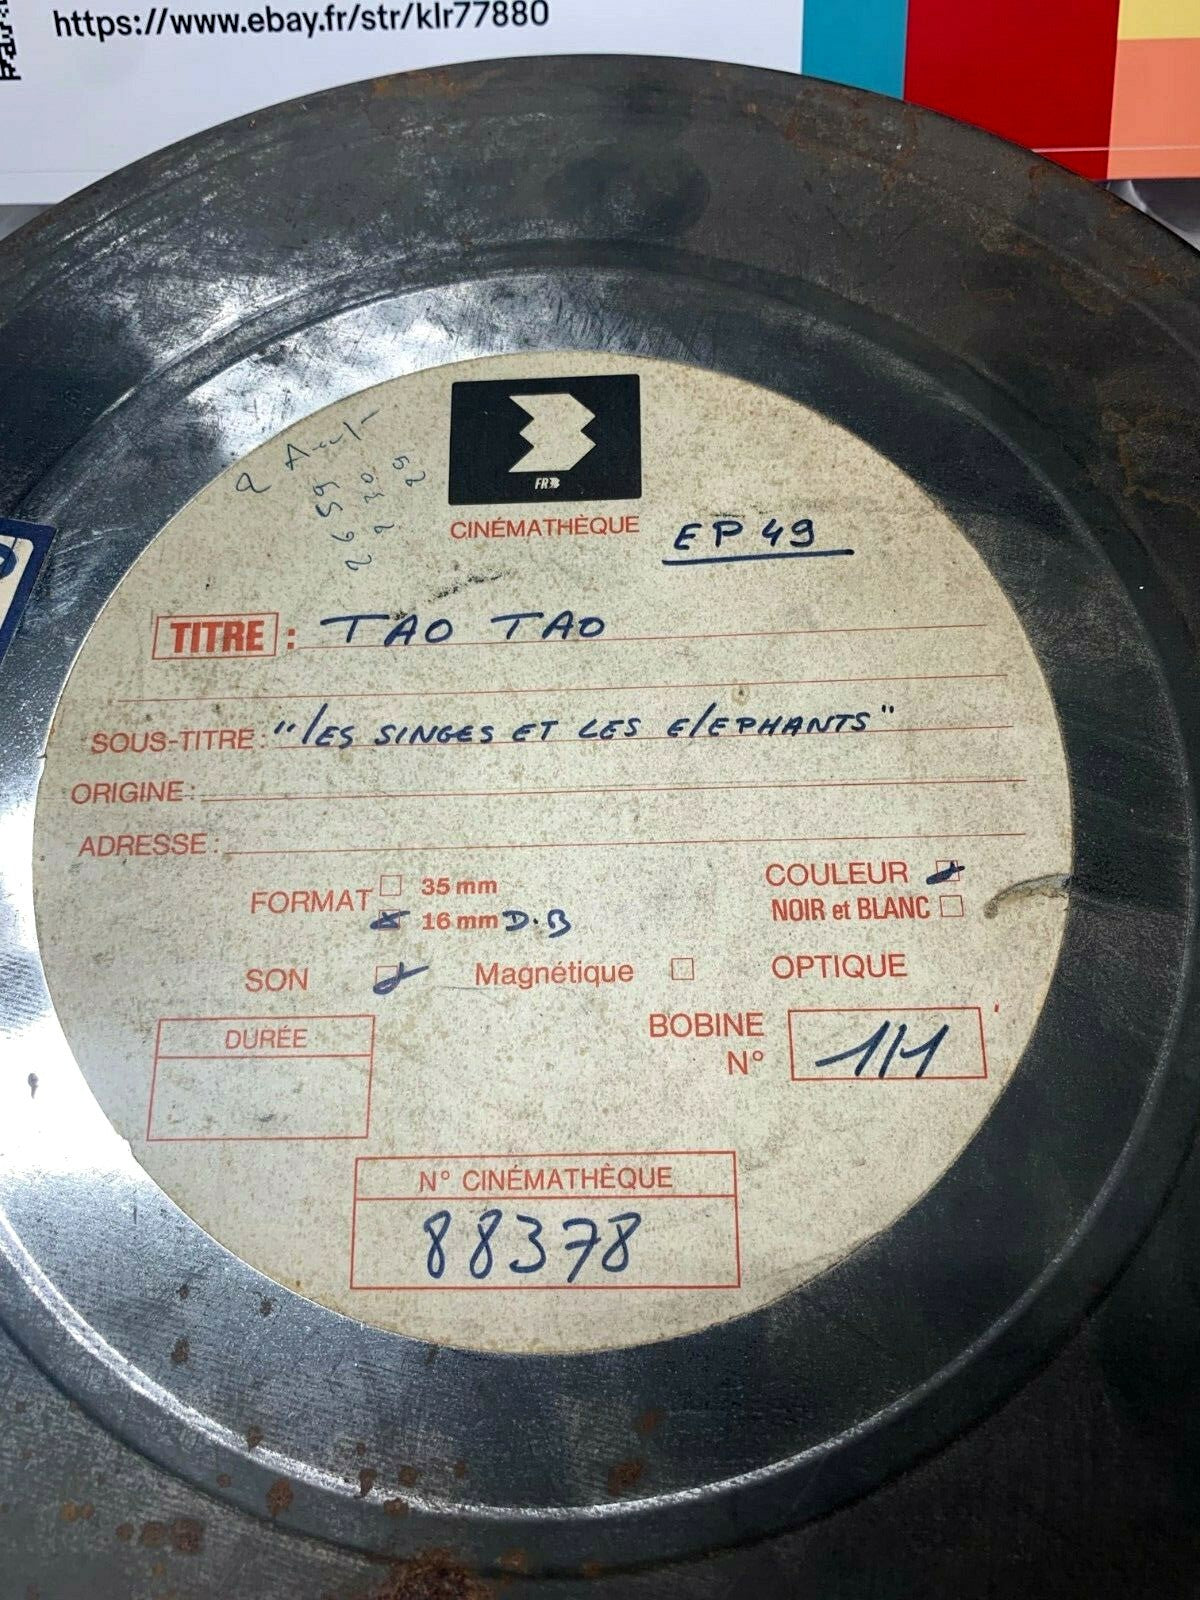 https://www.ebay.fr/str/klr77880
FR3
CINÉMATHÈQUE
EP 49
TITRE : TAO TAO
SOUS-TITRE : "lES SINGES ET LES ElEPHANTS"
ORIGINE :
ADRESSE :
FORMAT
35 mm
16 mm D.B
COULEUR
NOIR et BLANC
SON
Magnétique
OPTIQUE
DURÉE
BOBINE
N° 1/1
N° CINÉMATHÈQUE
88378